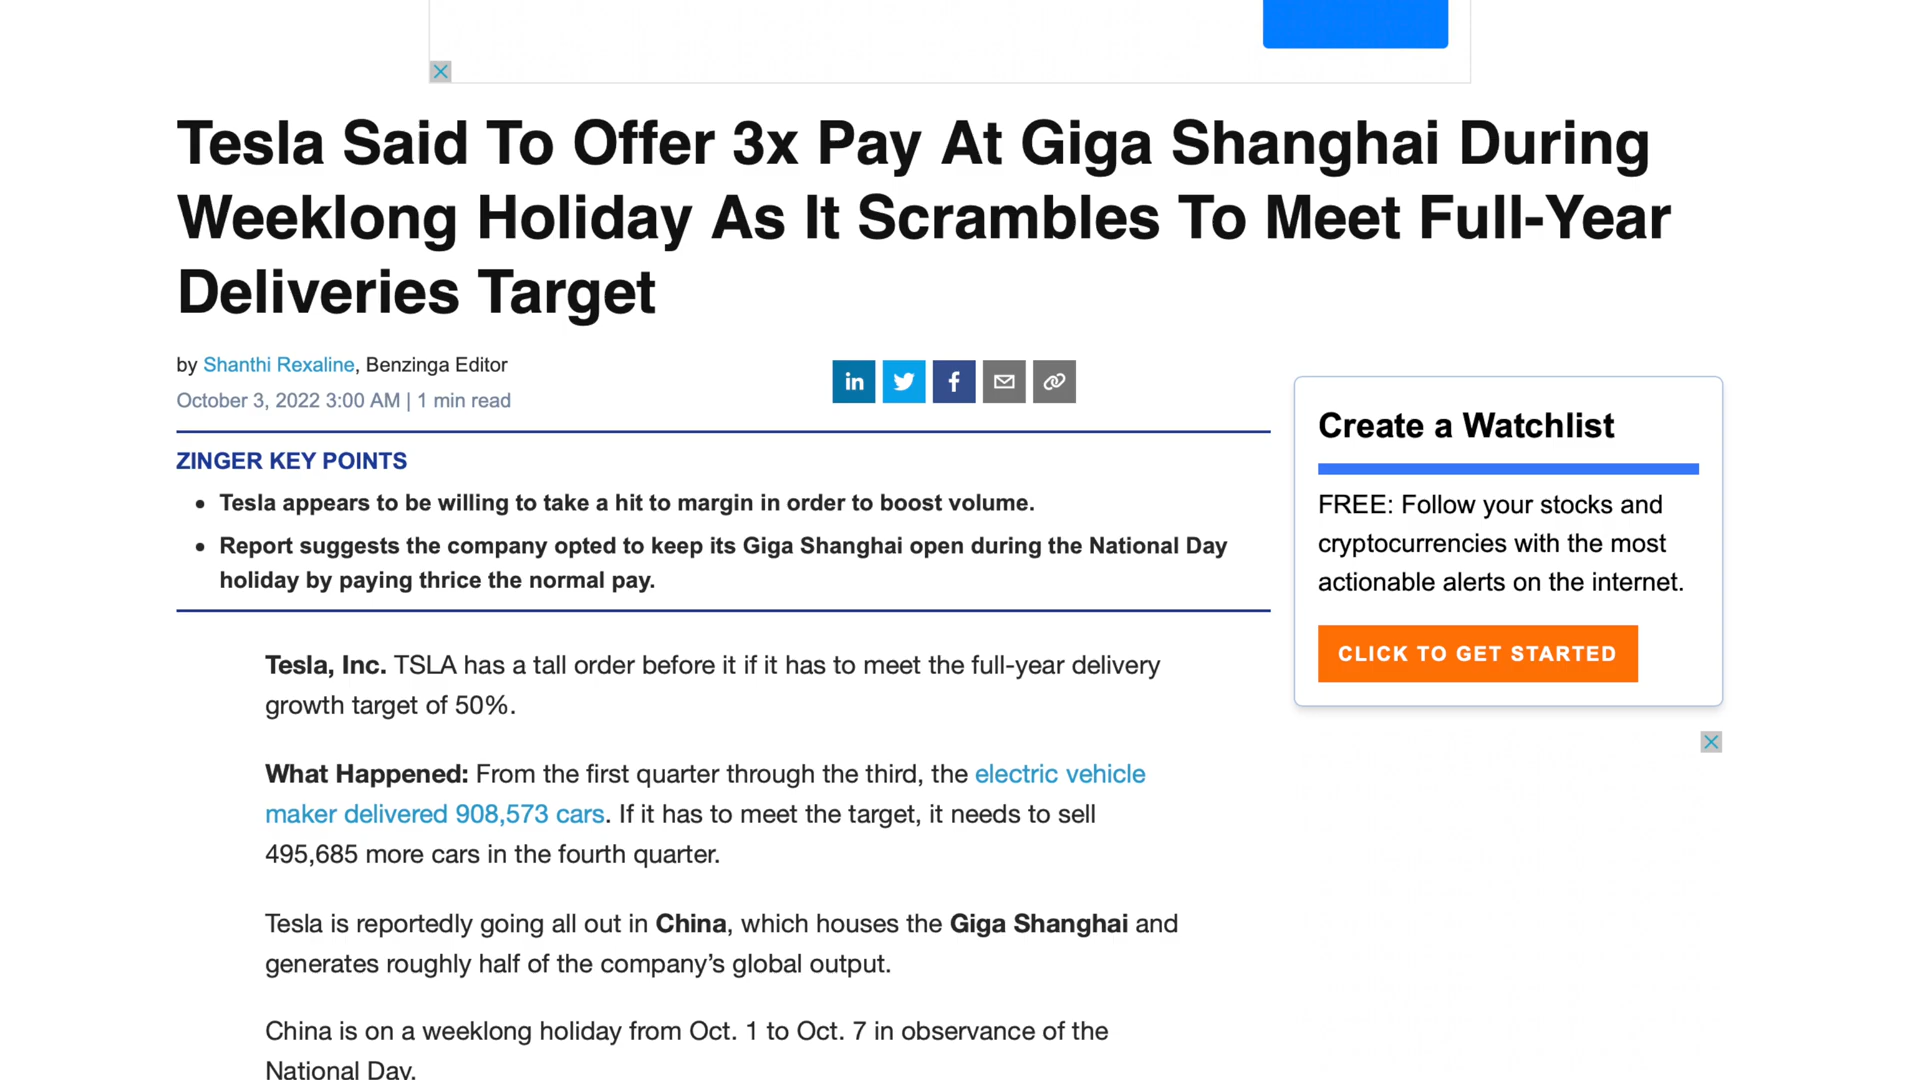 Tesla Said To Offer 3x Pay At Giga Shanghai During
Weeklong Holiday As It Scrambles To Meet Full-Year
Deliveries Target
by Shanthi Rexaline, Benzinga Editor
October 3, 2022 3:00 AM | 1 min read
in
f
ZINGER KEY POINTS
• Tesla appears to be willing to take a hit to margin in order to boost volume.
• Report suggests the company opted to keep its Giga Shanghai open during the National Day
holiday by paying thrice the normal pay.
Tesla, Inc. TSLA has a tall order before it if it has to meet the full-year delivery
growth target of 50%.
What Happened: From the first quarter through the third, the electric vehicle
maker delivered 908,573 cars. If it has to meet the target, it needs to sell
495,685 more cars in the fourth quarter.
Tesla is reportedly going all out in China, which houses the Giga Shanghai and
generates roughly half of the company’s global output.
China is on a weeklong holiday from Oct. 1 to Oct. 7 in observance of the
National Day.
Create a Watchlist
FREE: Follow your stocks and
cryptocurrencies with the most
actionable alerts on the internet.
CLICK TO GET STARTED